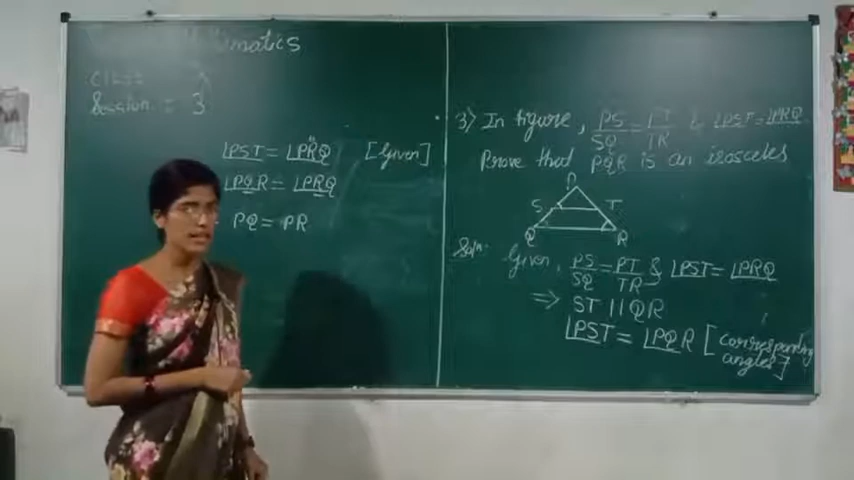 Mathematics
Class
Session : 3
∠PST = ∠PRQ [Given]
∠PQR = ∠PRQ
PQ = PR
3) In figure, PS/SQ = PT/TR & ∠PST = ∠PRQ
Prove that PQR is an isosceles
P
S T
Q R
Soln. Given, PS/SQ = PT/TR & ∠PST = ∠PRQ
⇒ ST || QR
∠PST = ∠PQR [corresponding
angles]